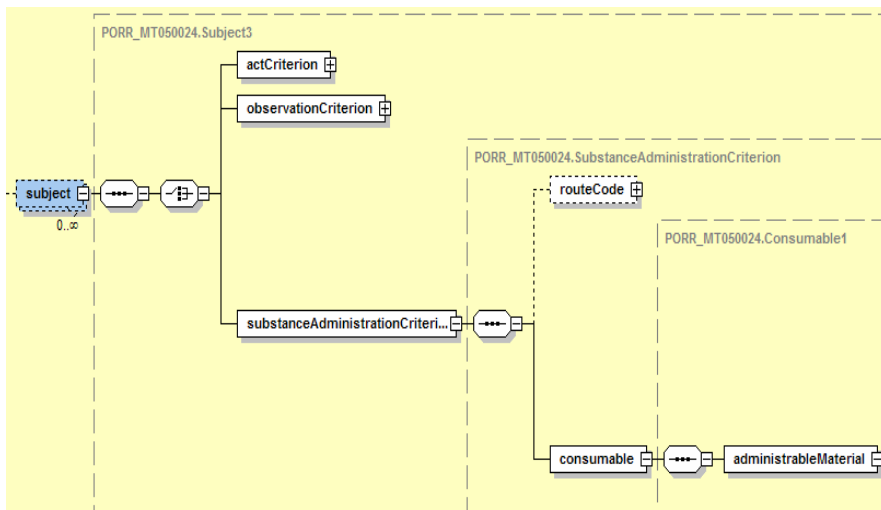 PORR_MT050024.Subject3
actCriterion
observationCriterion
PORR_MT050024.SubstanceAdministrationCriterion
routeCode
subject
0..∞
PORR_MT050024.Consumable1
substanceAdministrationCriteri...
consumable
administrableMaterial